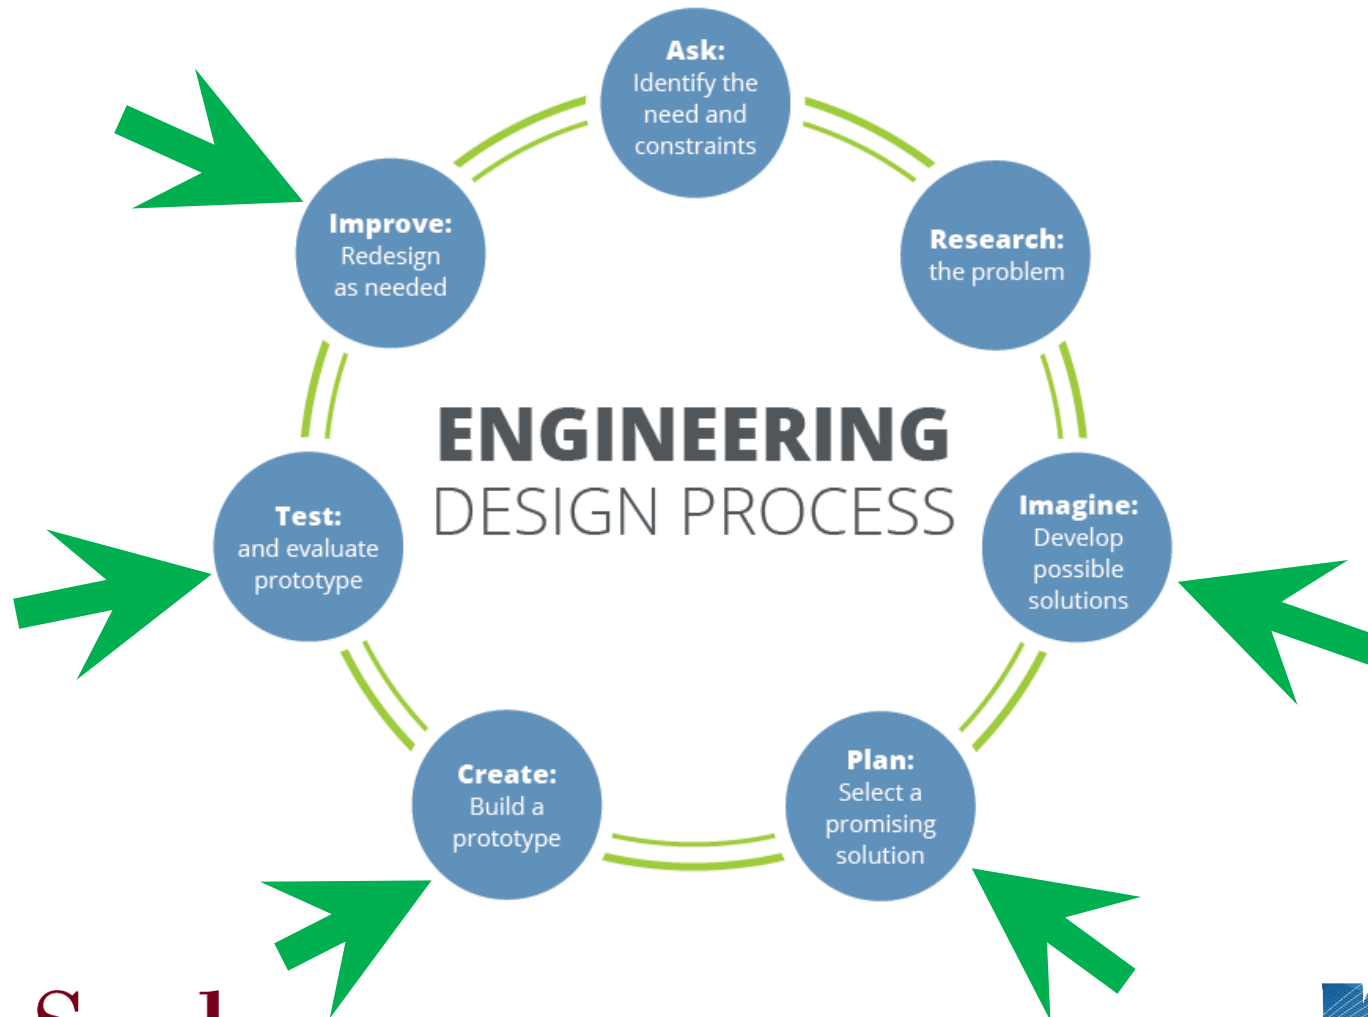 Ask:
Identify the
need and
constraints
Research:
the problem
Imagine:
Develop
possible
solutions
Plan:
Select a
promising
solution
Create:
Build a
prototype
Test:
and evaluate
prototype
Improve:
Redesign
as needed
ENGINEERING
DESIGN PROCESS